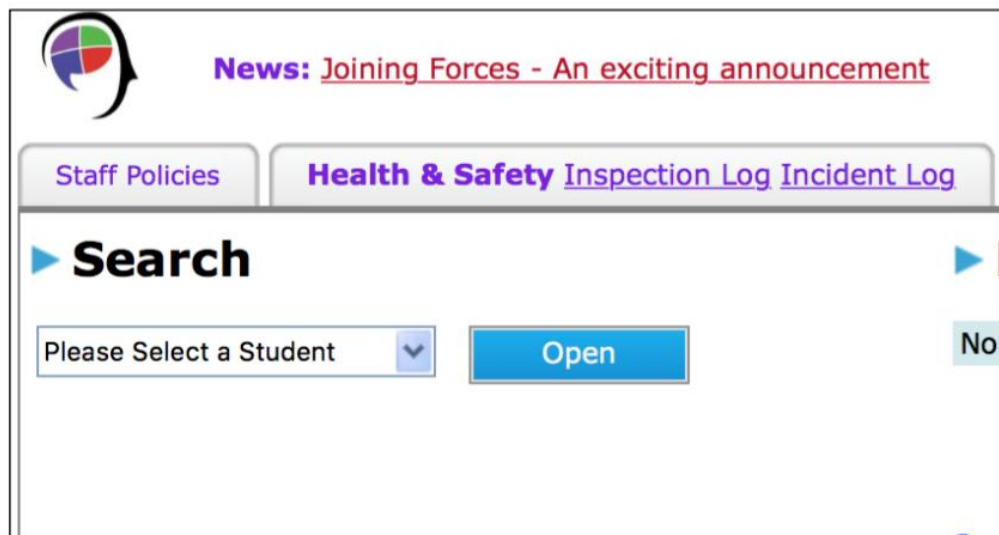 News: Joining Forces - An exciting announcement
Staff Policies
Health & Safety Inspection Log Incident Log
Search
Please Select a Student
Open
No